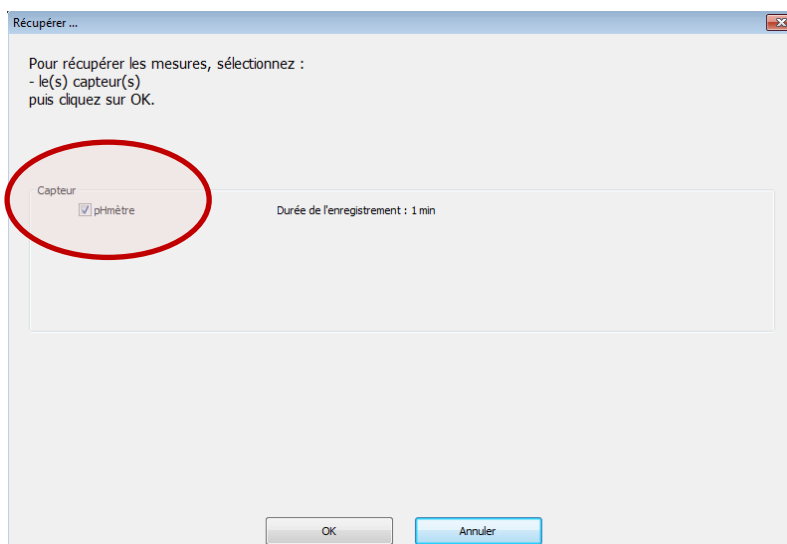 Récupérer ...
Pour récupérer les mesures, sélectionnez :
- le(s) capteur(s)
puis cliquez sur OK.
Capteur
pHmètre
Durée de l'enregistrement : 1 min
OK
Annuler